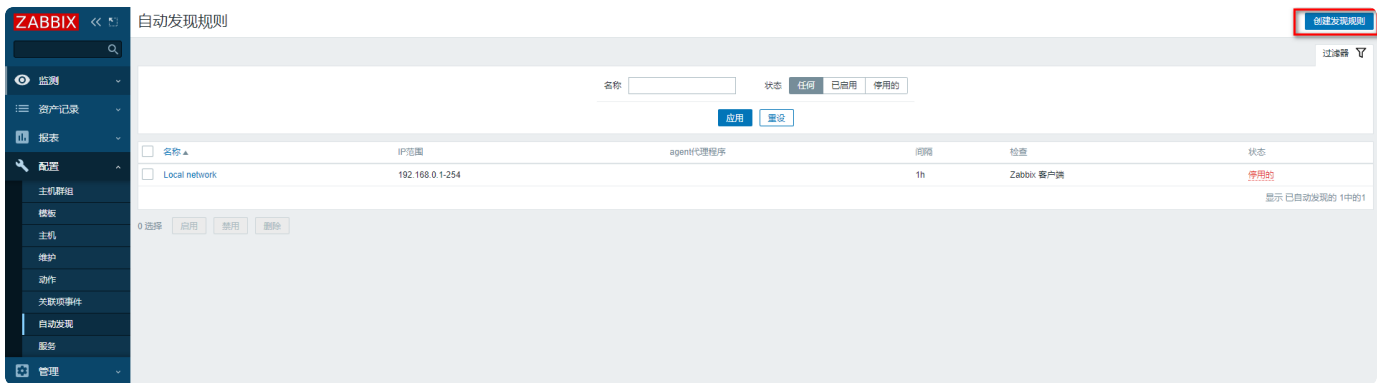 ZABBIX
自动发现规则
创建发现规则
过滤器
监测
资产记录
报表
配置
主机群组
模板
主机
维护
动作
关联项事件
自动发现
服务
管理
名称
状态 任何 已启用 停用的
应用 重设
名称 IP范围 agent代理程序 间隔 检查 状态
Local network 192.168.0.1-254 1h Zabbix 客户端 停用的
显示 已自动发现的 1中的1
0 选择 启用 禁用 删除